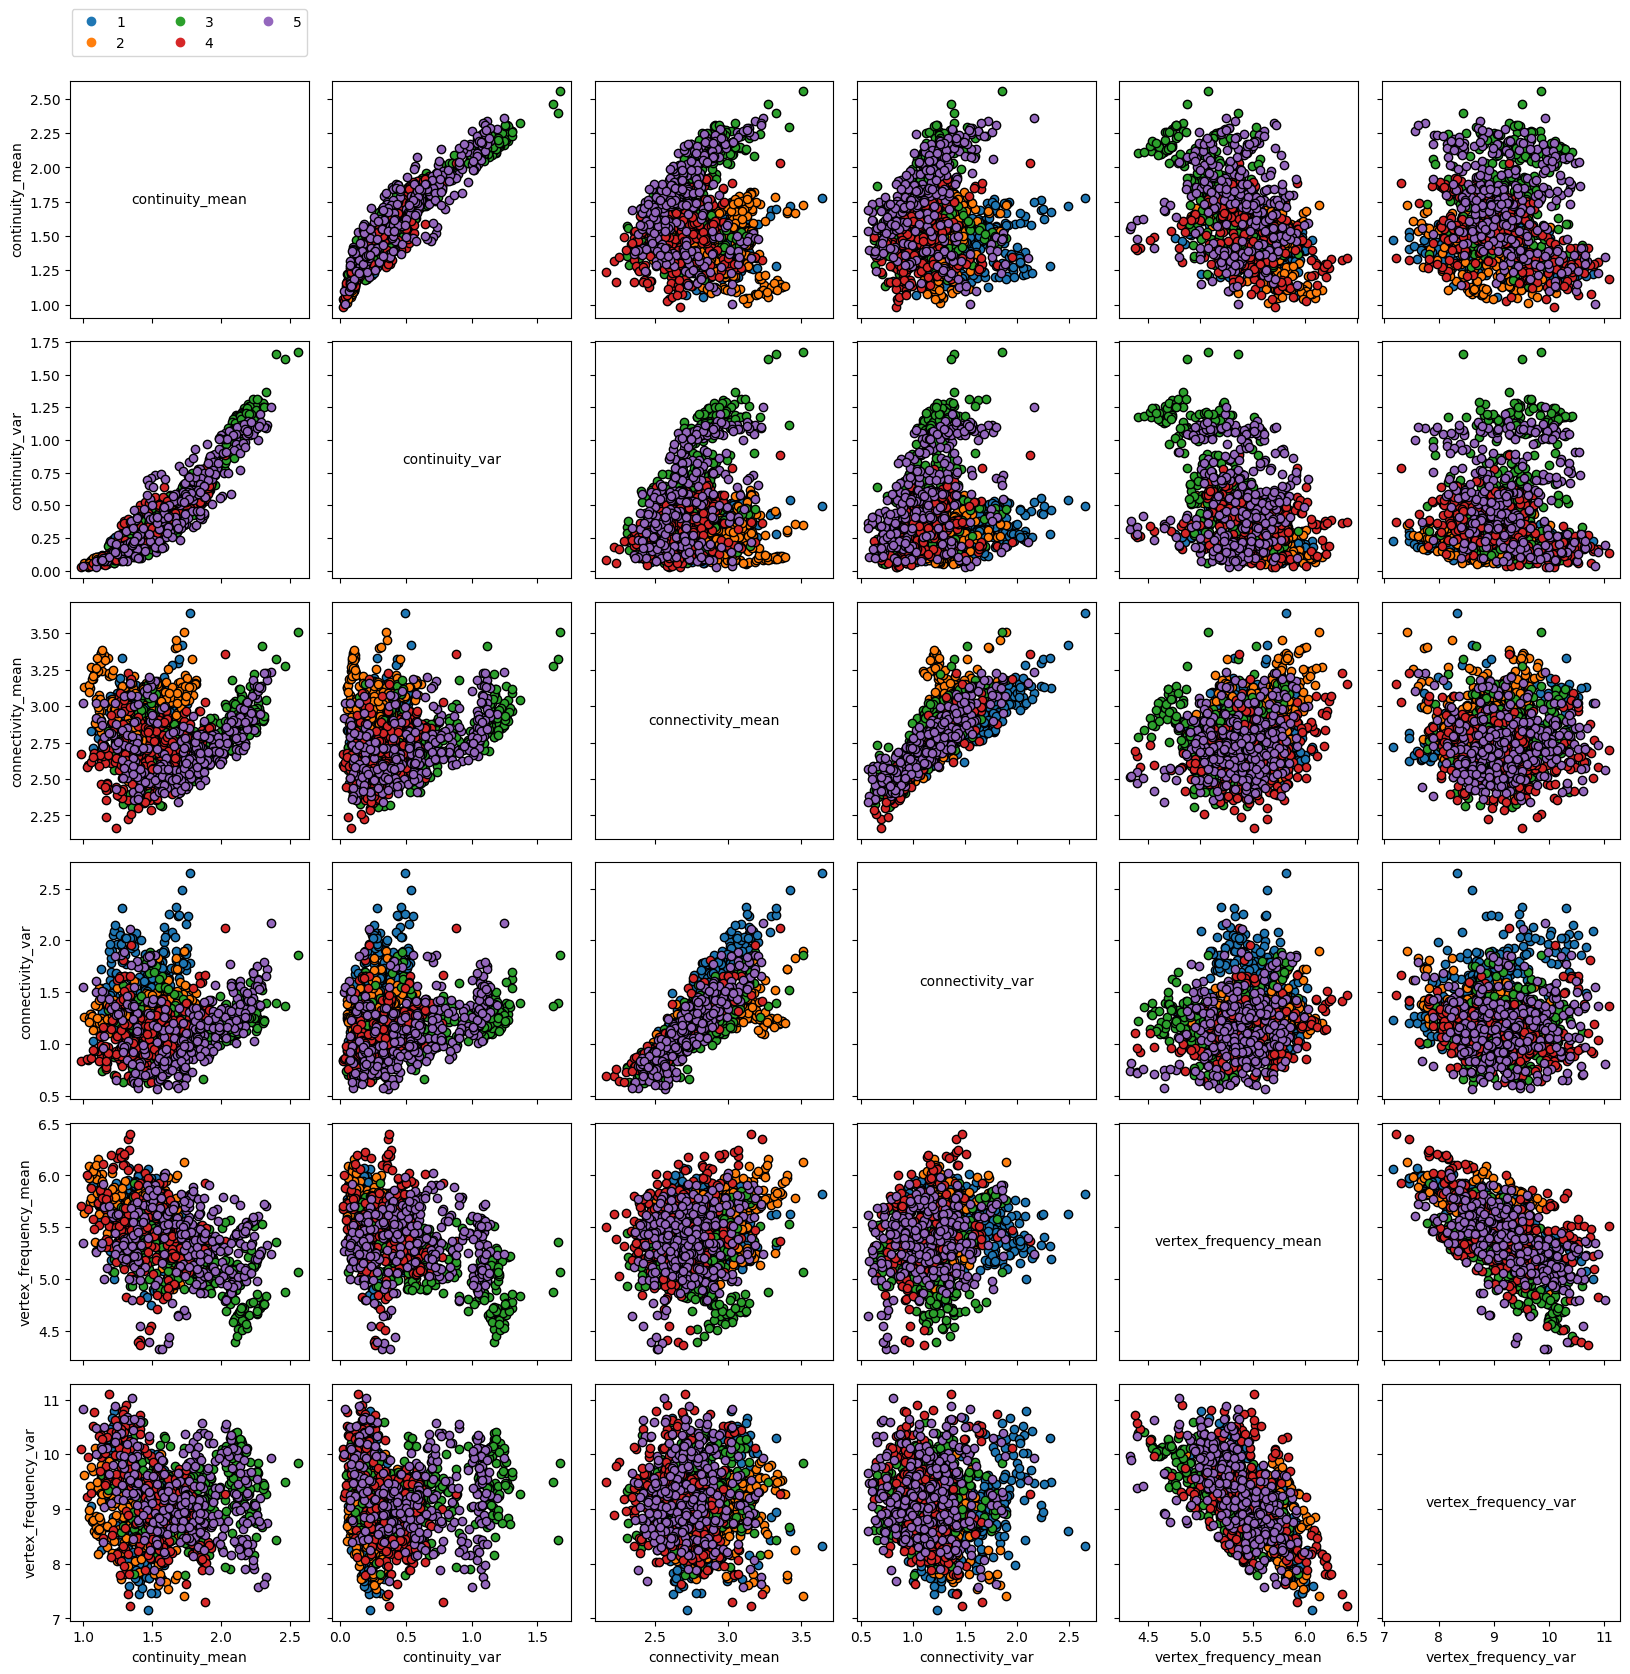 1 3 5
2 4
continuity_mean
2.50
2.25
2.00
1.75
1.50
1.25
1.00
continuity_mean
continuity_var
1.75
1.50
1.25
1.00
0.75
0.50
0.25
0.00
continuity_var
connectivity_mean
3.50
3.25
3.00
2.75
2.50
2.25
connectivity_mean
connectivity_var
2.5
2.0
1.5
1.0
0.5
connectivity_var
vertex_frequency_mean
6.5
6.0
5.5
5.0
4.5
vertex_frequency_mean
vertex_frequency_var
11
10
9
8
7
vertex_frequency_var
1.0 1.5 2.0 2.5 0.0 0.5 1.0 1.5 2.5 3.0 3.5 0.5 1.0 1.5 2.0 2.5 4.5 5.0 5.5 6.0 6.5 7 8 9 10 11
continuity_mean continuity_var connectivity_mean connectivity_var vertex_frequency_mean vertex_frequency_var